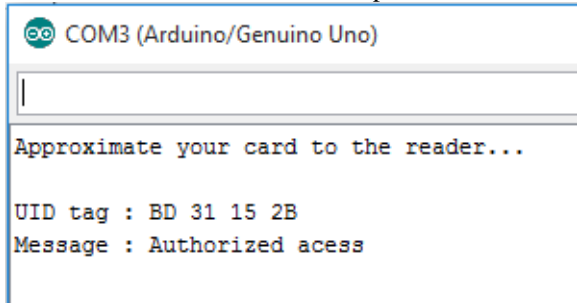 COM3 (Arduino/Genuino Uno)
Approximate your card to the reader...
UID tag : BD 31 15 2B
Message : Authorized acess